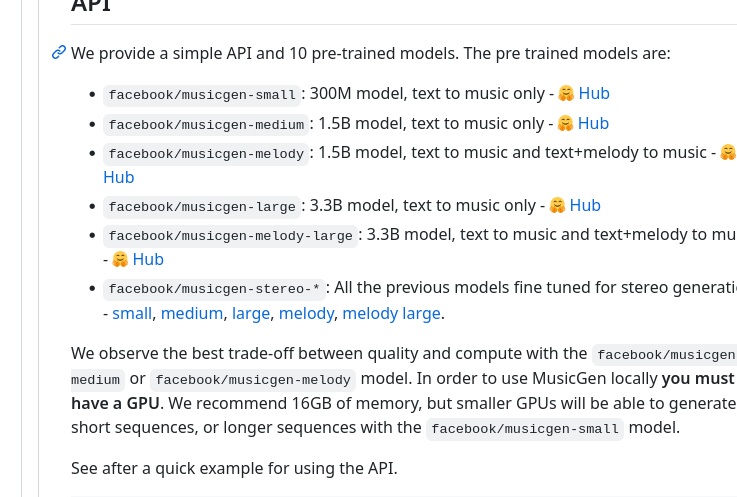 API
We provide a simple API and 10 pre-trained models. The pre trained models are:
facebook/musicgen-small: 300M model, text to music only - 🤗 Hub
facebook/musicgen-medium: 1.5B model, text to music only - 🤗 Hub
facebook/musicgen-melody: 1.5B model, text to music and text+melody to music - 🤗
Hub
facebook/musicgen-large: 3.3B model, text to music only - 🤗 Hub
facebook/musicgen-melody-large: 3.3B model, text to music and text+melody to mu
- 🤗 Hub
facebook/musicgen-stereo-*: All the previous models fine tuned for stereo generati
- small, medium, large, melody, melody large.
We observe the best trade-off between quality and compute with the facebook/musicgen
medium or facebook/musicgen-melody model. In order to use MusicGen locally you must
have a GPU. We recommend 16GB of memory, but smaller GPUs will be able to generate
short sequences, or longer sequences with the facebook/musicgen-small model.
See after a quick example for using the API.